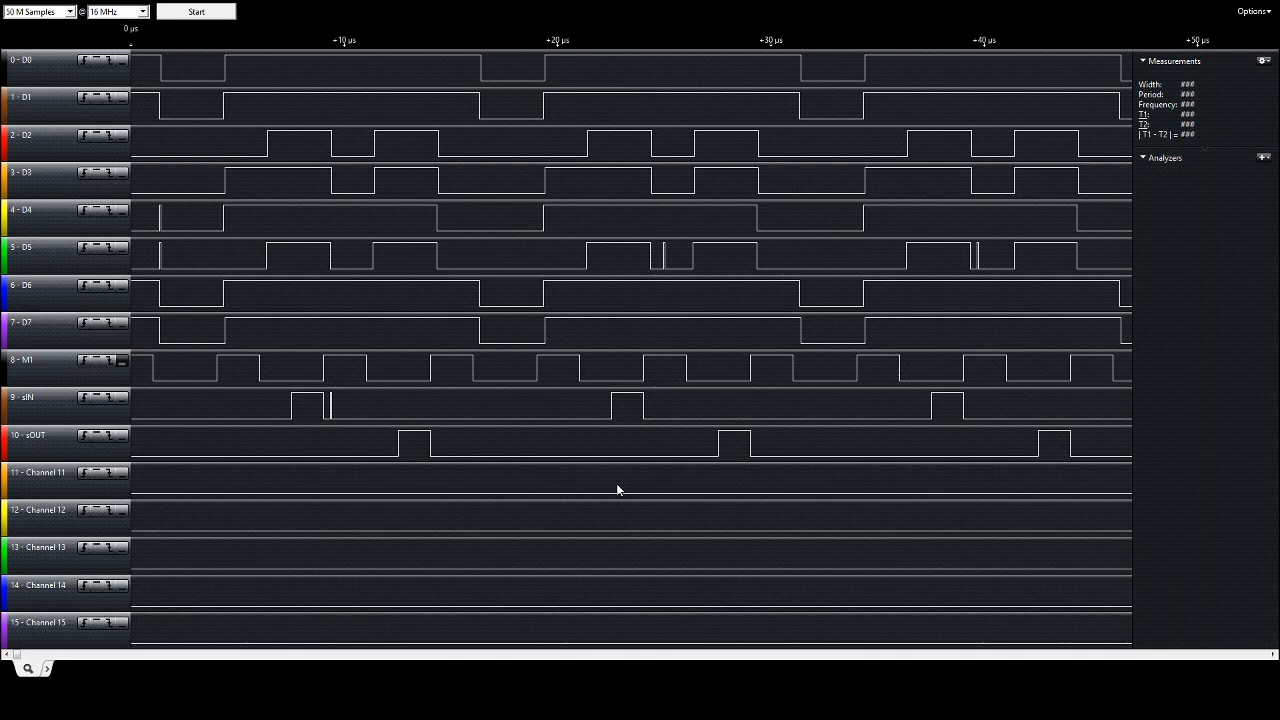 50 M Samples @ 16 MHz Start Options
0 µs
+10 µs +20 µs +30 µs +40 µs +50 µs
0 - D0
1 - D1
2 - D2
3 - D3
4 - D4
5 - D5
6 - D6
7 - D7
8 - M1
9 - sIN
10 - sOUT
11 - Channel 11
12 - Channel 12
13 - Channel 13
14 - Channel 14
15 - Channel 15
Measurements
Width: ###
Period: ###
Frequency: ###
T1: ###
T2: ###
| T1 - T2 | = ###
Analyzers